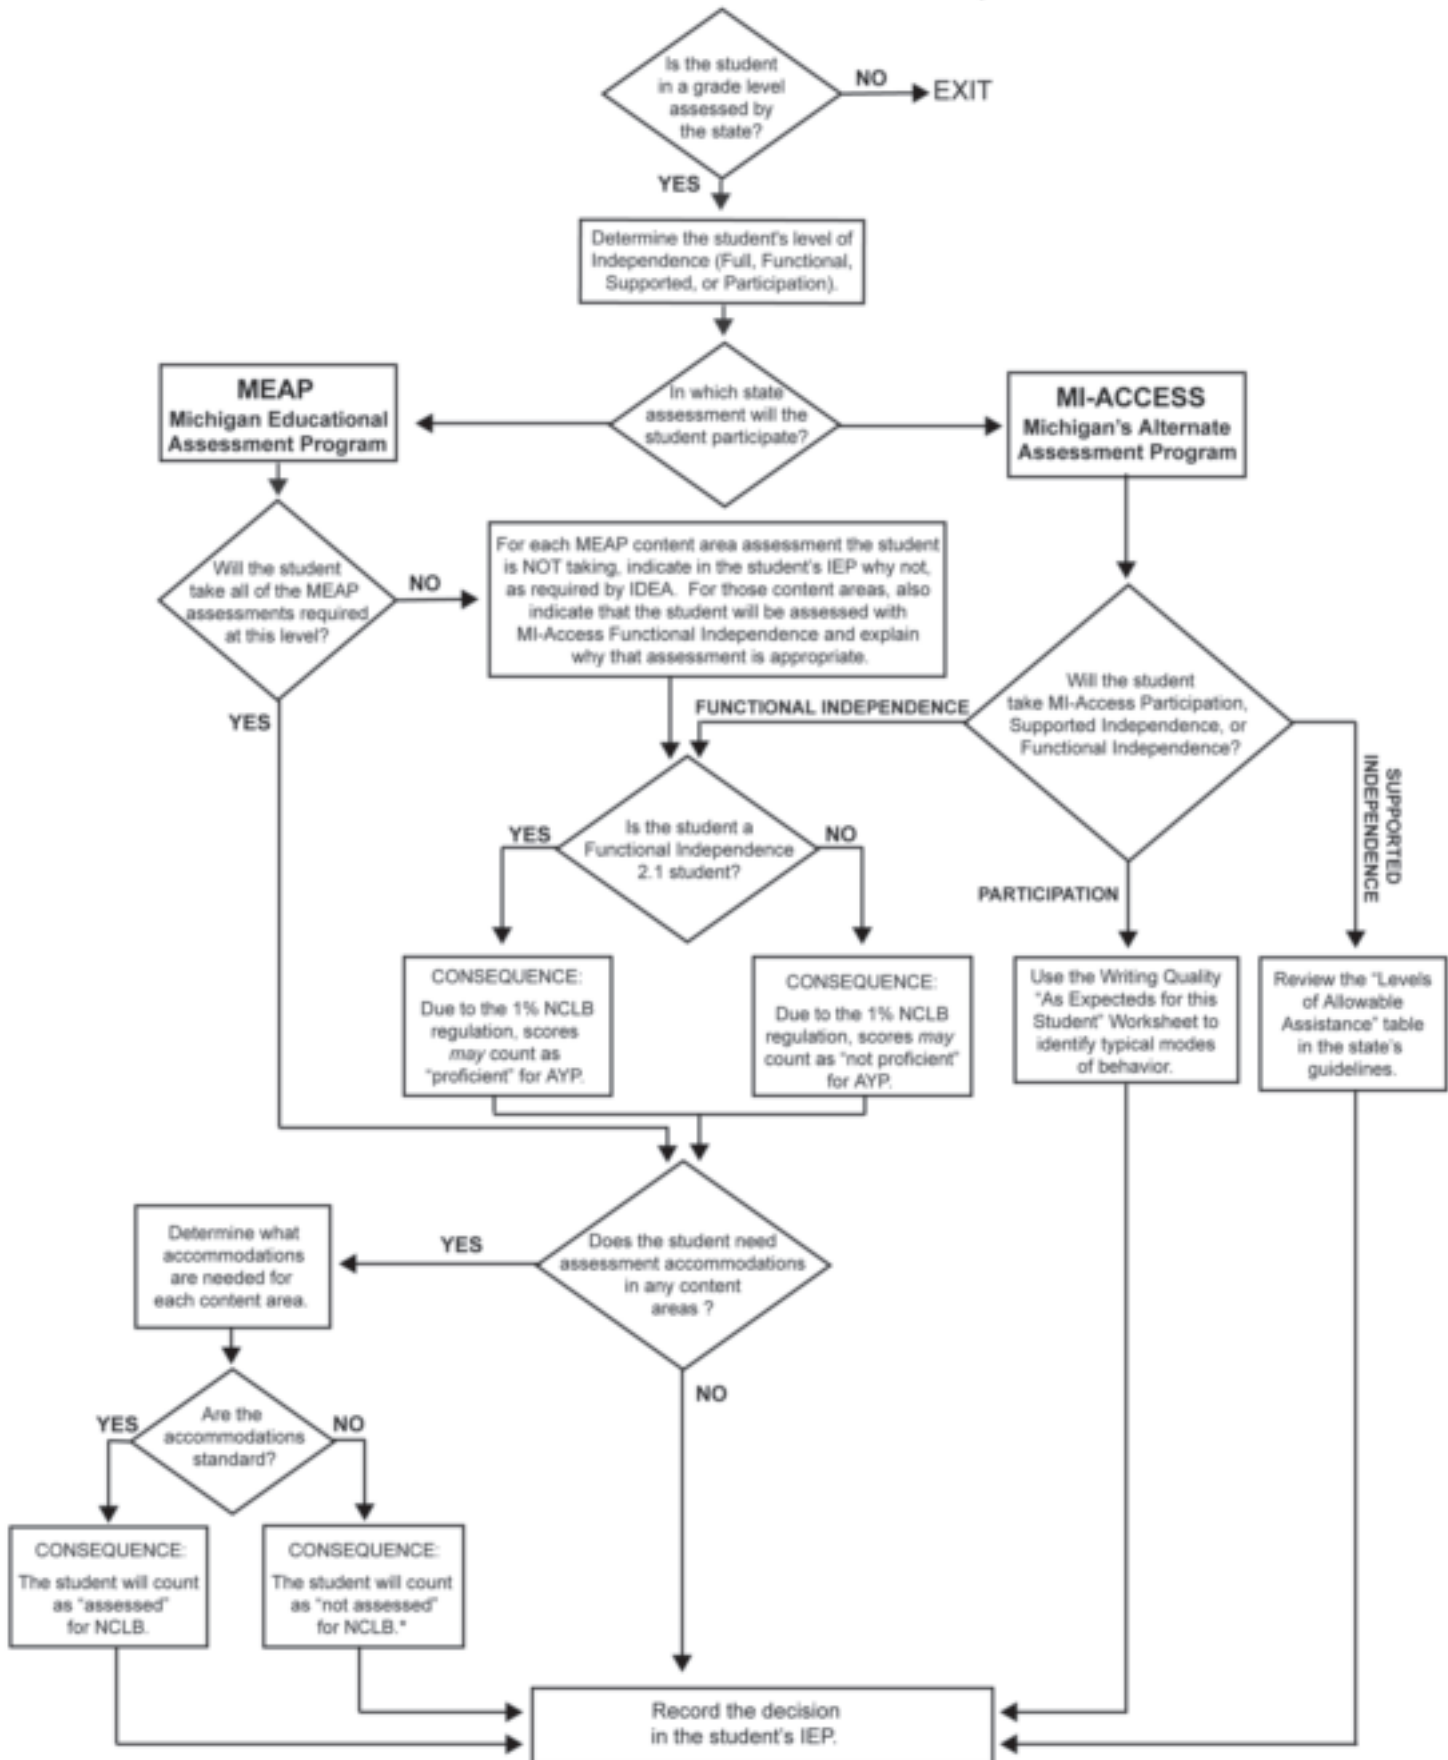 Is the student
in a grade level
assessed by
the state?
NO
EXIT
YES
Determine the student's level of
Independence (Full, Functional,
Supported, or Participation).
In which state
assessment will the
student participate?
MEAP
Michigan Educational
Assessment Program
MI-ACCESS
Michigan's Alternate
Assessment Program
Will the student
take all of the MEAP
assessments required
at this level?
NO
YES
For each MEAP content area assessment the student
is NOT taking, indicate in the student's IEP why not,
as required by IDEA. For those content areas, also
indicate that the student will be assessed with
MI-Access Functional Independence and explain
why that assessment is appropriate.
Will the student
take MI-Access Participation,
Supported Independence, or
Functional Independence?
FUNCTIONAL INDEPENDENCE
PARTICIPATION
SUPPORTED
INDEPENDENCE
Is the student a
Functional Independence
2.1 student?
YES
NO
CONSEQUENCE:
Due to the 1% NCLB
regulation, scores
may count as
"proficient" for AYP.
CONSEQUENCE:
Due to the 1% NCLB
regulation, scores may
count as "not proficient"
for AYP.
Use the Writing Quality
"As Expecteds for this
Student" Worksheet to
identify typical modes
of behavior.
Review the "Levels
of Allowable
Assistance" table
in the state's
guidelines.
Does the student need
assessment accommodations
in any content
areas ?
YES
NO
Determine what
accommodations
are needed for
each content area.
Are the
accommodations
standard?
YES
NO
CONSEQUENCE:
The student will count
as "assessed"
for NCLB.
CONSEQUENCE:
The student will count
as "not assessed"
for NCLB.*
Record the decision
in the student's IEP.